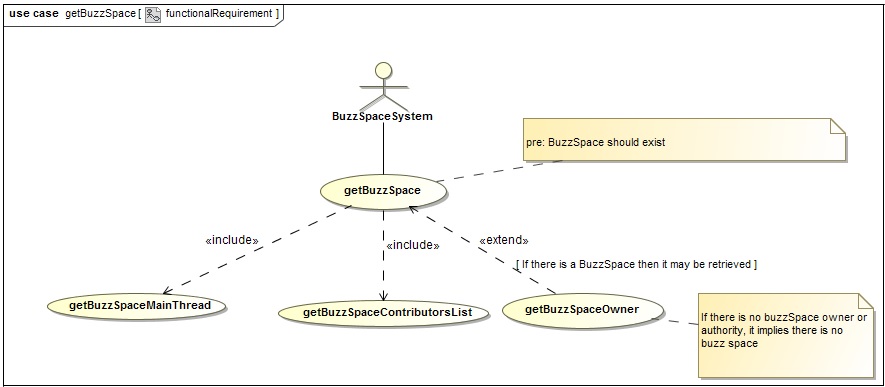 use case getBuzzSpace [ functionalRequirement ]
BuzzSpaceSystem
pre: BuzzSpace should exist
getBuzzSpace
«include»
«include»
«extend»
[ If there is a BuzzSpace then it may be retrieved ]
getBuzzSpaceMainThread
getBuzzSpaceContributorsList
getBuzzSpaceOwner
If there is no buzzSpace owner or
authority, it implies there is no
buzz space